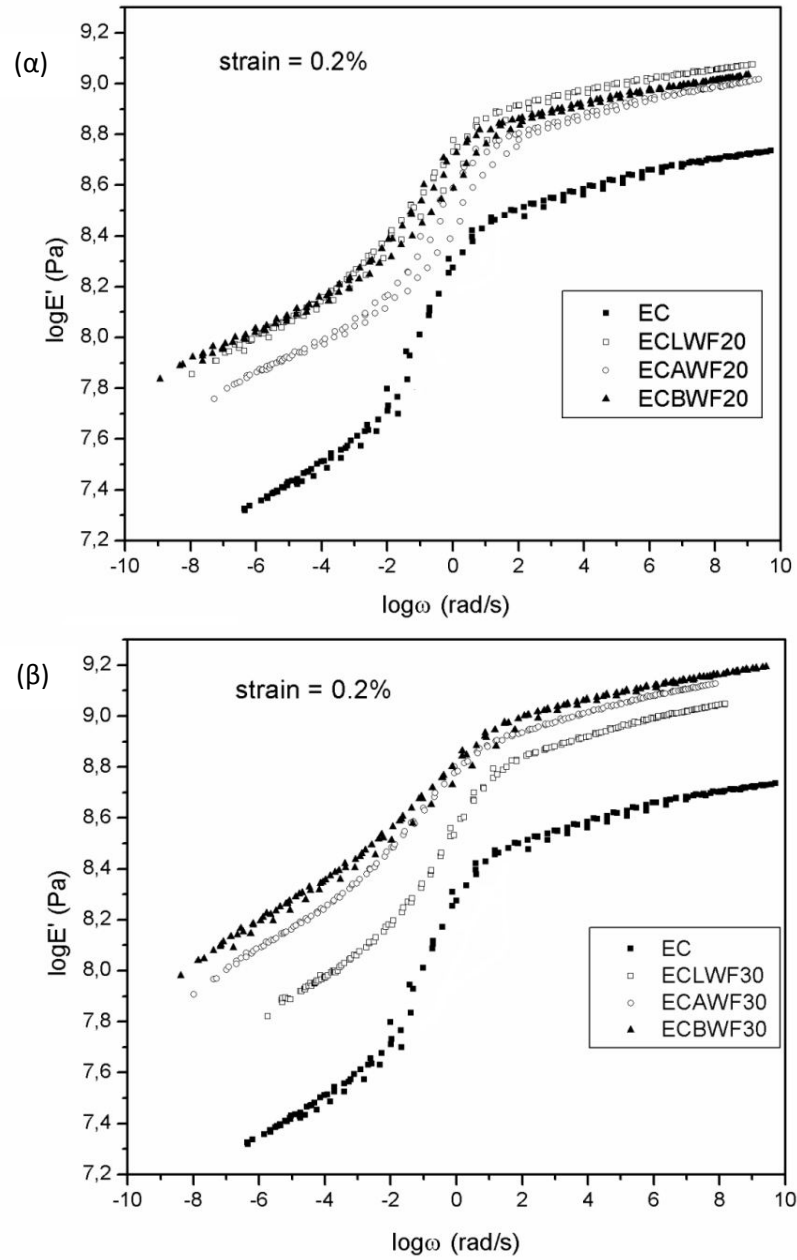 (α)
strain = 0.2%
9,2
9,0
8,8
8,6
8,4
8,2
8,0
7,8
7,6
7,4
7,2
logE' (Pa)
EC
ECLWF20
ECAWF20
ECBWF20
-10 -8 -6 -4 -2 0 2 4 6 8 10
logω (rad/s)
(β)
strain = 0.2%
9,2
9,0
8,8
8,6
8,4
8,2
8,0
7,8
7,6
7,4
7,2
logE' (Pa)
EC
ECLWF30
ECAWF30
ECBWF30
-10 -8 -6 -4 -2 0 2 4 6 8 10
logω (rad/s)